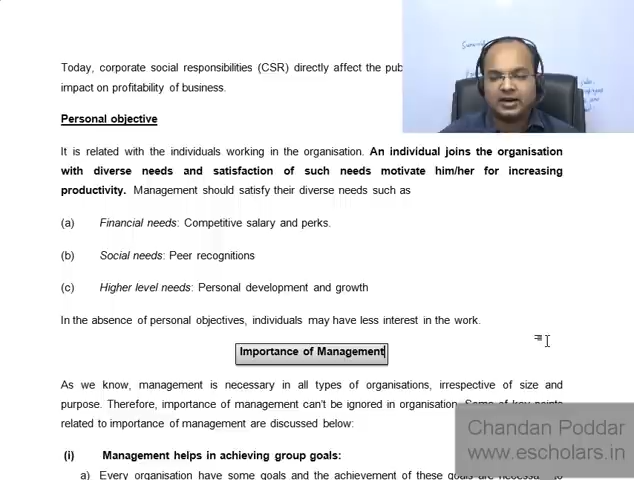 Today, corporate social responsibilities (CSR) directly affect the pub
impact on profitability of business.
Personal objective
It is related with the individuals working in the organisation. An individual joins the organisation
with diverse needs and satisfaction of such needs motivate him/her for increasing
productivity. Management should satisfy their diverse needs such as
(a) Financial needs: Competitive salary and perks.
(b) Social needs: Peer recognitions
(c) Higher level needs: Personal development and growth
In the absence of personal objectives, individuals may have less interest in the work.
Importance of Management
As we know, management is necessary in all types of organisations, irrespective of size and
purpose. Therefore, importance of management can't be ignored in organisation. Some of key points
related to importance of management are discussed below:
(i) Management helps in achieving group goals:
a) Every organisation have some goals and the achievement of these goals are
Chandan Poddar
www.escholars.in